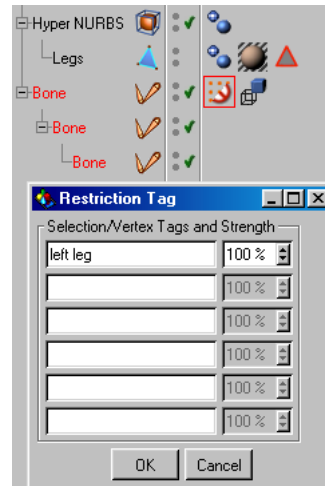 Hyper NURBS
Legs
Bone
Bone
Bone
Restriction Tag
Selection/Vertex Tags and Strength
left leg 100 %
100 %
100 %
100 %
100 %
100 %
OK Cancel